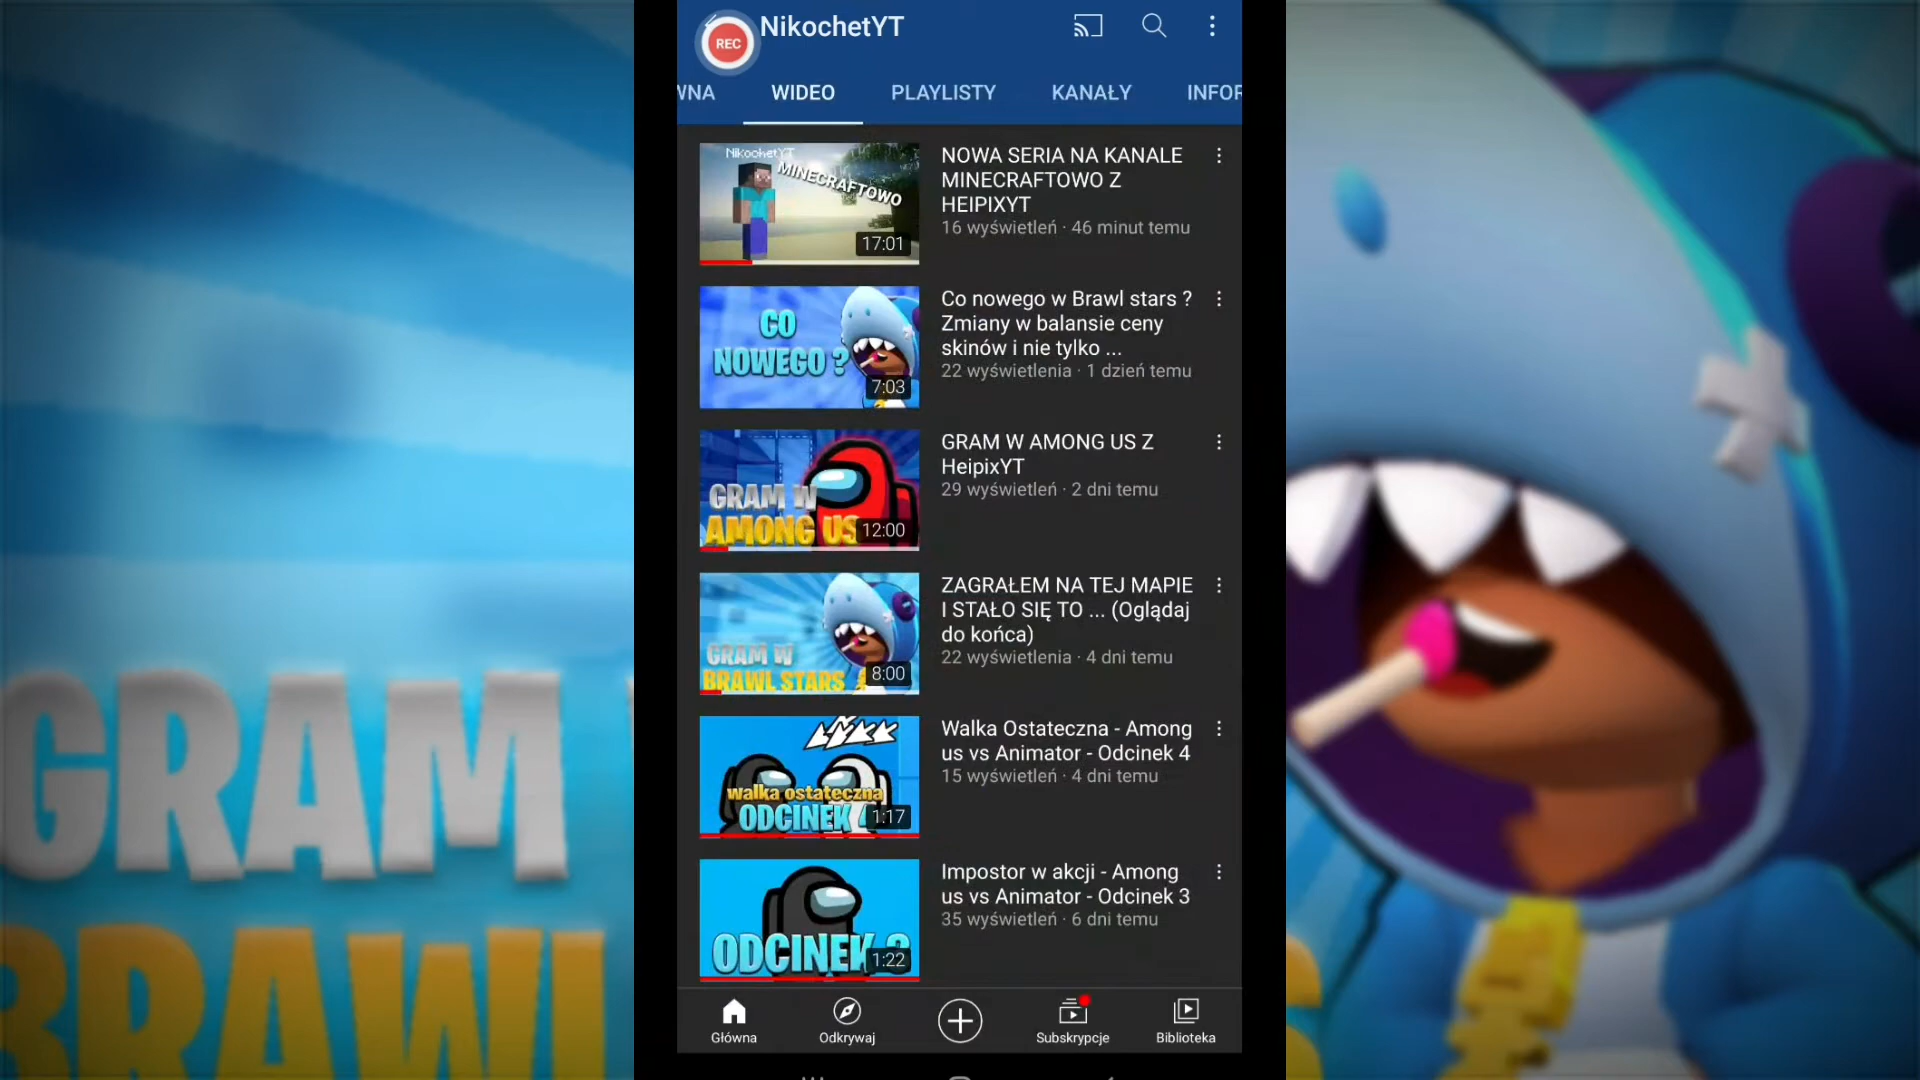 REC
NikochetYT
WNA WIDEO PLAYLISTY KANAŁY INFOR
NikochetYT
MINECRAFTOWO
17:01
NOWA SERIA NA KANALE
MINECRAFTOWO Z
HEIPIXYT
16 wyświetleń · 46 minut temu
CO
NOWEGO ?
7:03
Co nowego w Brawl stars ?
Zmiany w balansie ceny
skinów i nie tylko ...
22 wyświetlenia · 1 dzień temu
GRAM W
AMONG US
12:00
GRAM W AMONG US Z
HeipixYT
29 wyświetleń · 2 dni temu
GRAM W
BRAWL STARS
8:00
ZAGRAŁEM NA TEJ MAPIE
I STAŁO SIĘ TO ... (Oglądaj
do końca)
22 wyświetlenia · 4 dni temu
walka ostateczna
ODCINEK 4
1:17
Walka Ostateczna - Among
us vs Animator - Odcinek 4
15 wyświetleń · 4 dni temu
ODCINEK 3
1:22
Impostor w akcji - Among
us vs Animator - Odcinek 3
35 wyświetleń · 6 dni temu
Główna Odkrywaj Subskrypcje Biblioteka
GRAM
BRAWL